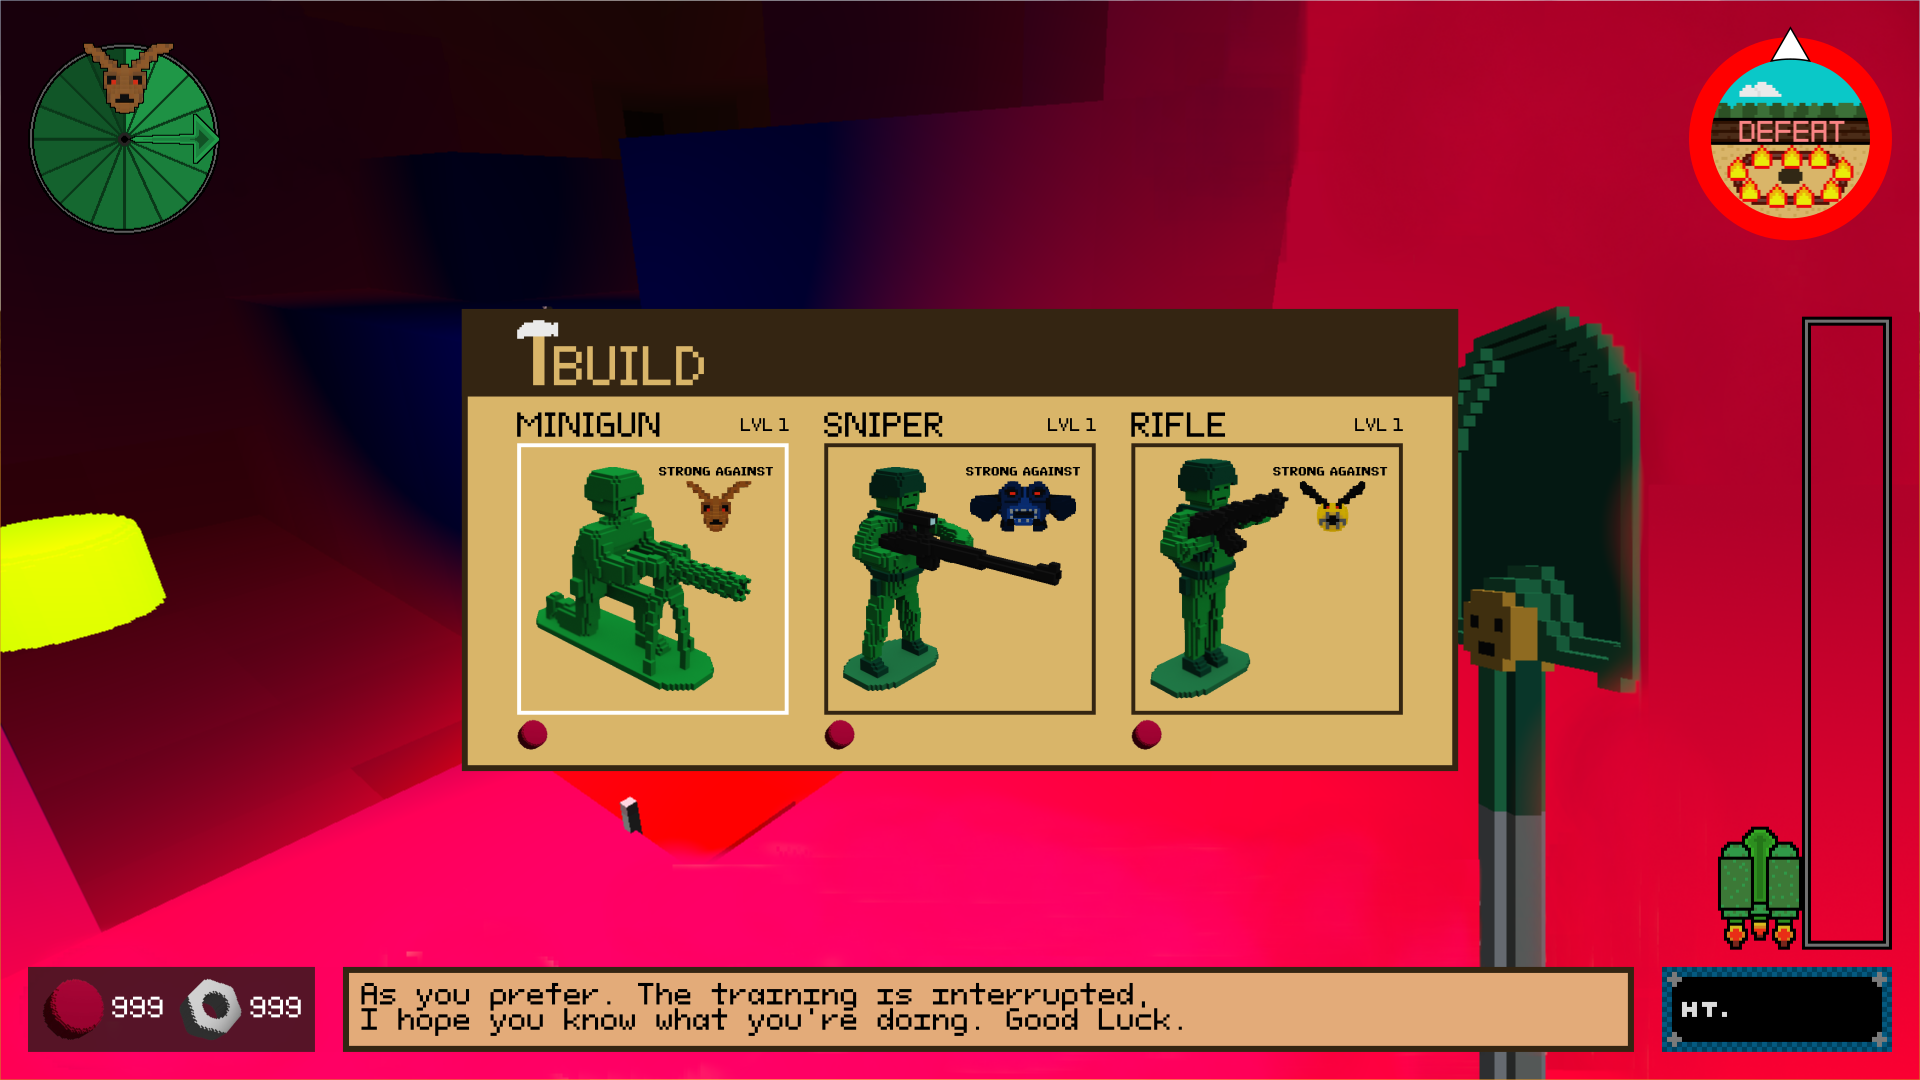 DEFEAT
BUILD
MINIGUN LVL 1
STRONG AGAINST
SNIPER LVL 1
STRONG AGAINST
RIFLE LVL 1
STRONG AGAINST
999 999
As you prefer. The training is interrupted,
I hope you know what you're doing. Good Luck.
HT.